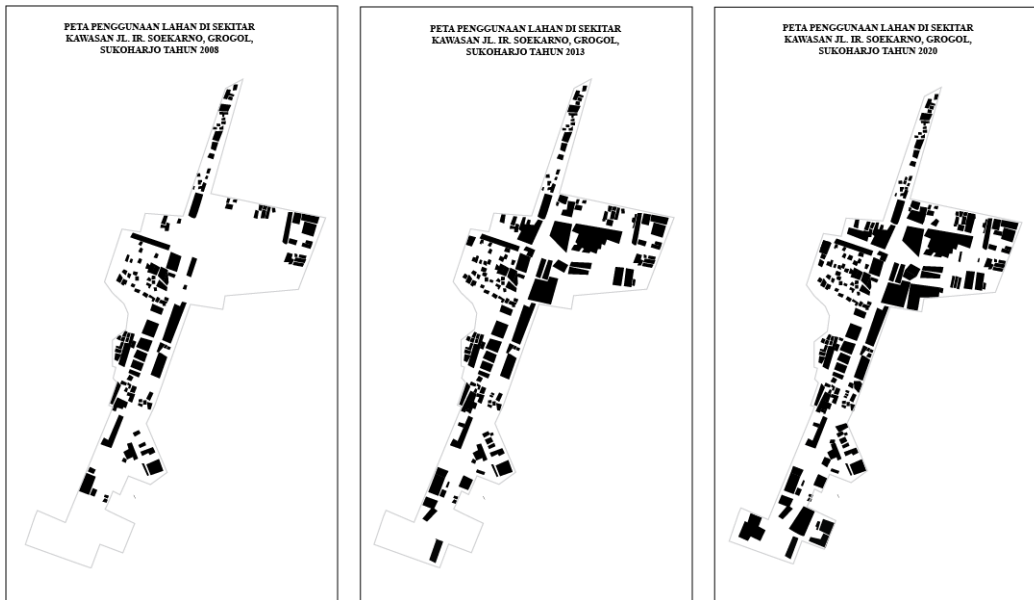 PETA PENGGUNAAN LAHAN DI SEKITAR
KAWASAN JL. IR. SOEKARNO, GROGOL,
SUKOHARJO TAHUN 2008
PETA PENGGUNAAN LAHAN DI SEKITAR
KAWASAN JL. IR. SOEKARNO, GROGOL,
SUKOHARJO TAHUN 2013
PETA PENGGUNAAN LAHAN DI SEKITAR
KAWASAN JL. IR. SOEKARNO, GROGOL,
SUKOHARJO TAHUN 2020